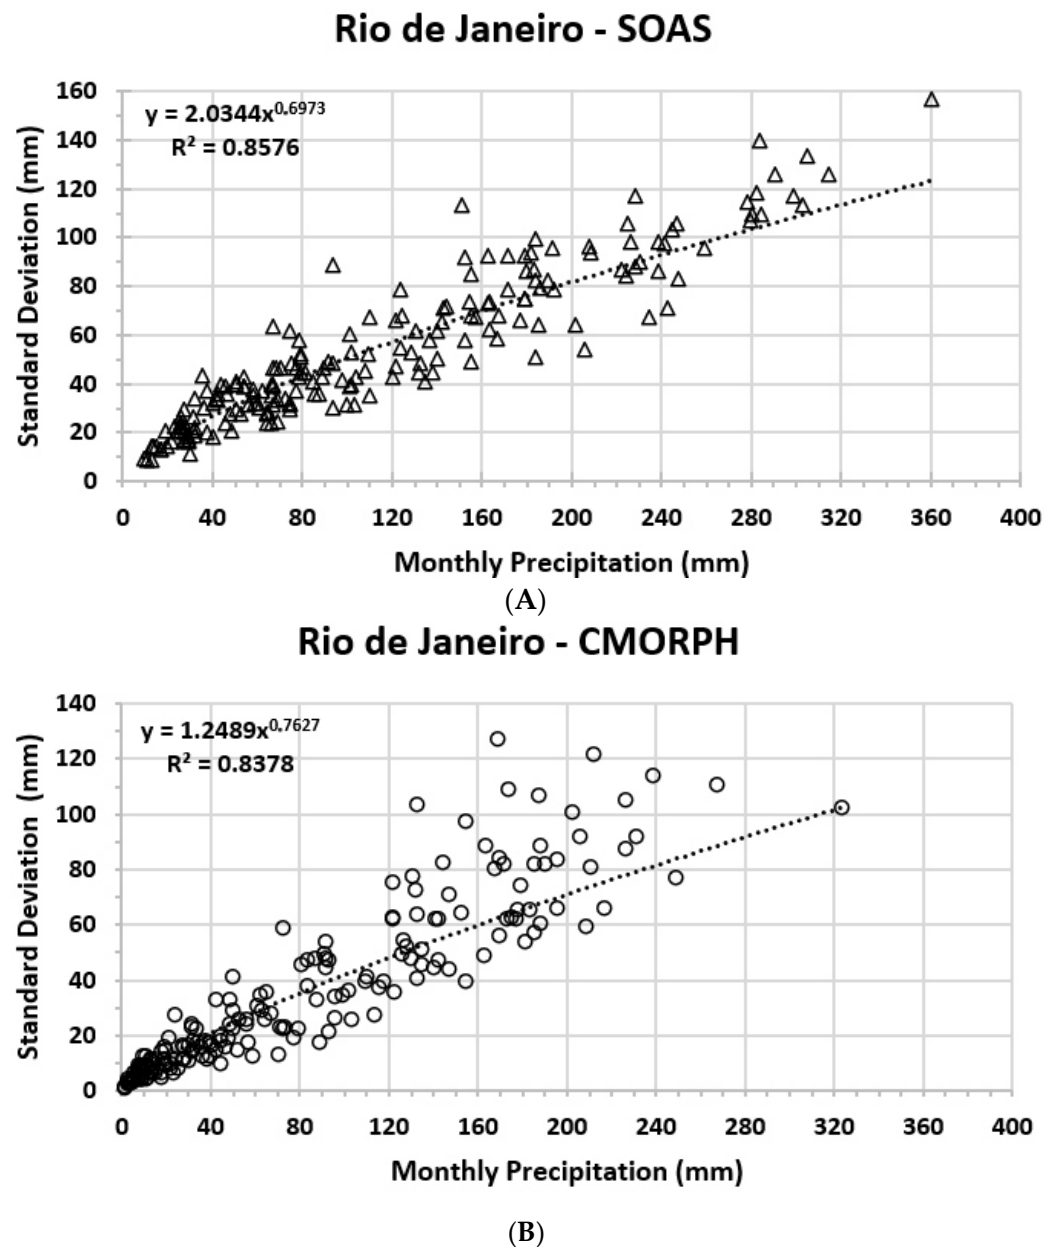 Rio de Janeiro - SOAS
y = 2.0344x^0.6973
R² = 0.8576
160
140
120
100
80
60
40
20
0
Standard Deviation (mm)
0 40 80 120 160 200 240 280 320 360 400
Monthly Precipitation (mm)
(A)
Rio de Janeiro - CMORPH
y = 1.2489x^0.7627
R² = 0.8378
140
120
100
80
60
40
20
0
Standard Deviation (mm)
0 40 80 120 160 200 240 280 320 360 400
Monthly Precipitation (mm)
(B)